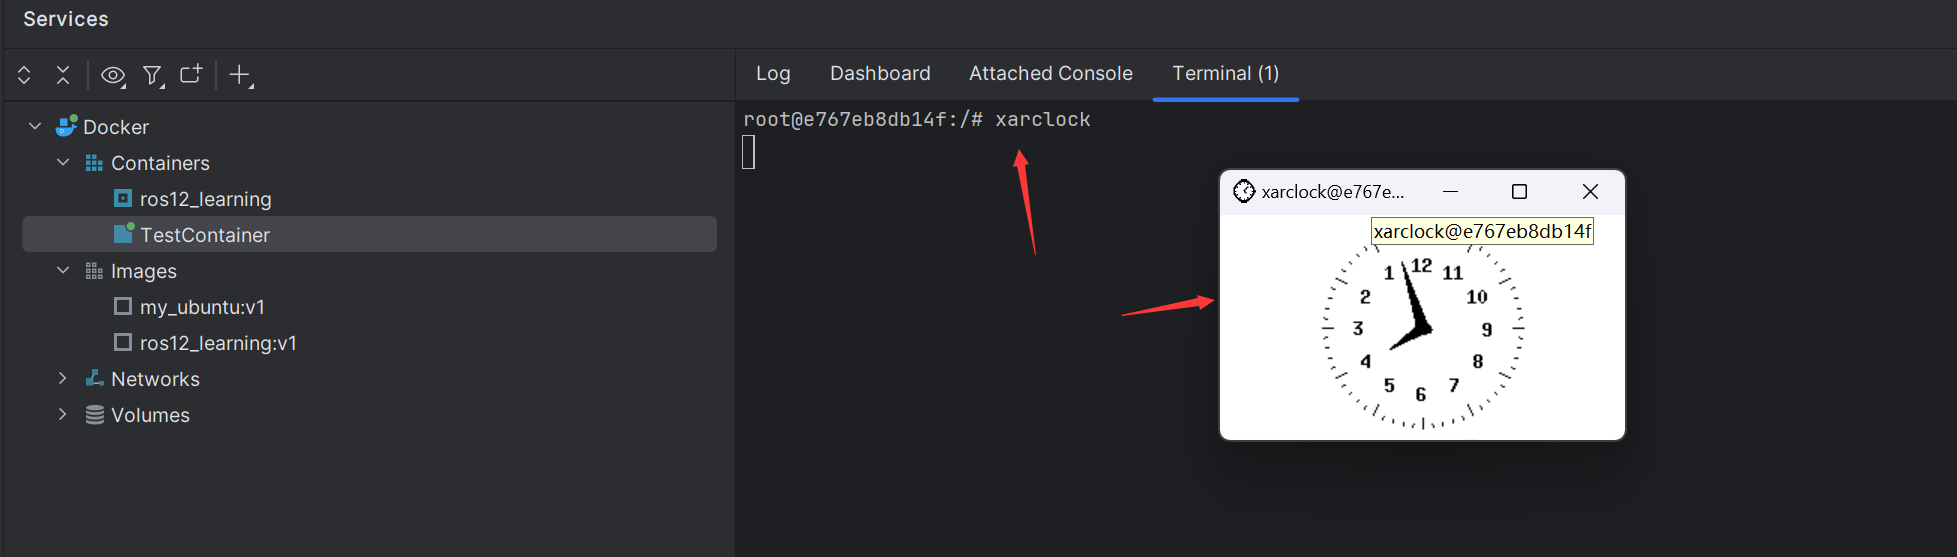 Services
Log Dashboard Attached Console Terminal (1)
Docker
Containers
ros12_learning
TestContainer
Images
my_ubuntu:v1
ros12_learning:v1
Networks
Volumes
root@e767eb8db14f:/# xarclock
xarclock@e767e...
xarclock@e767eb8db14f
12
1 11
2 10
3 9
4 8
5 7
6